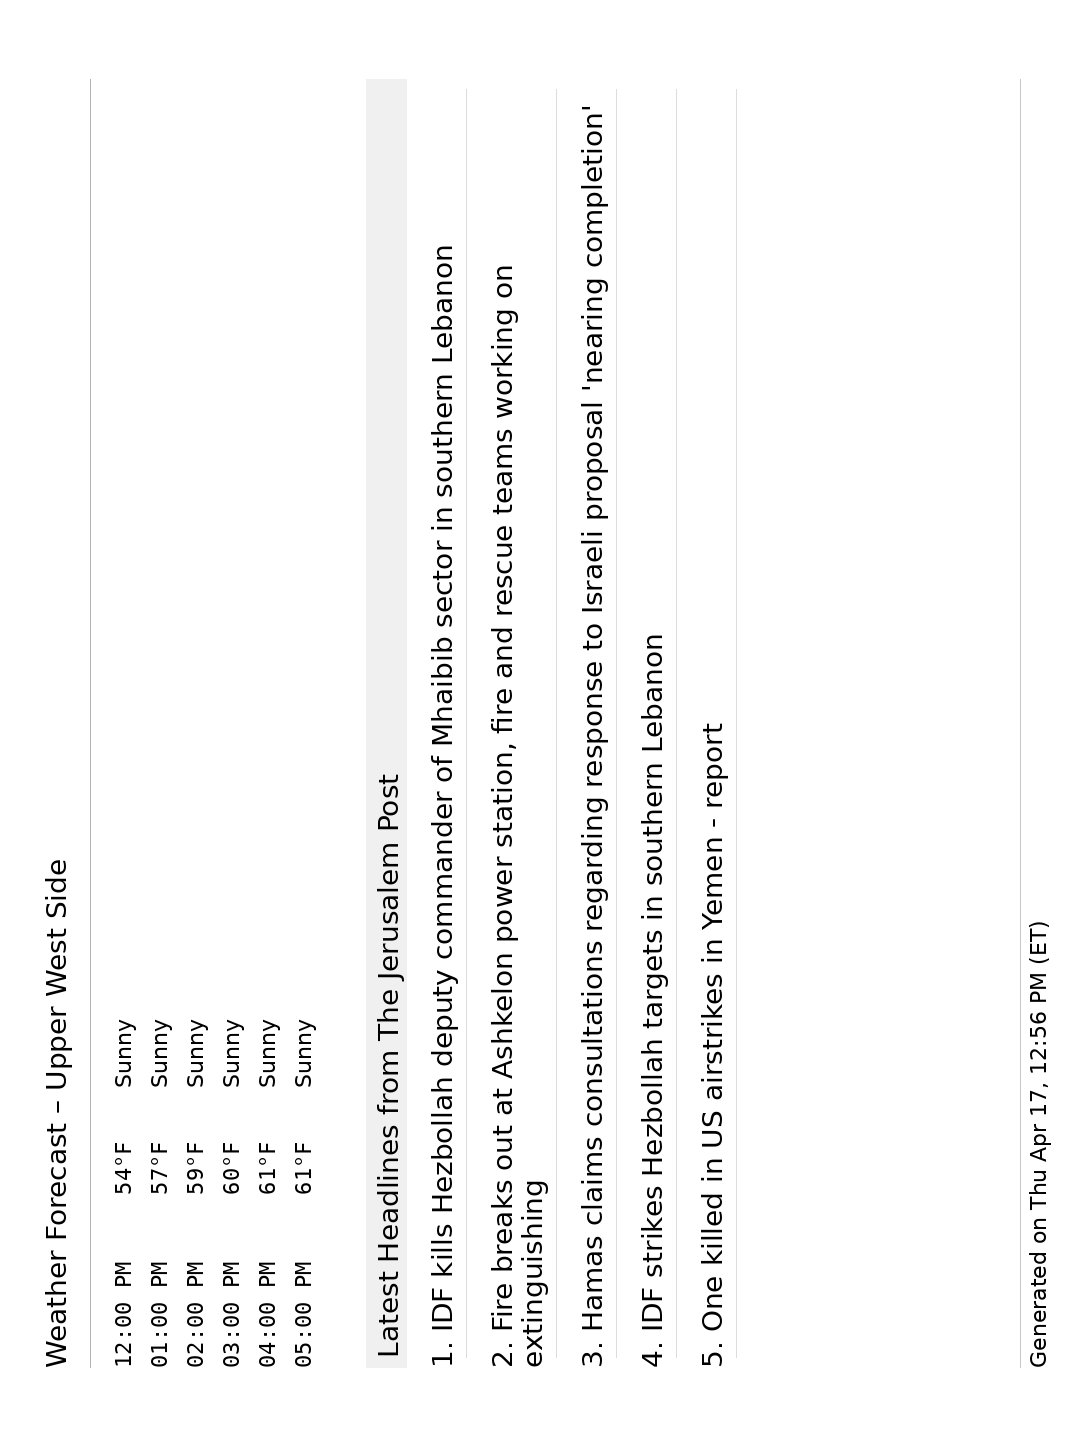 Weather Forecast – Upper West Side
12:00 PM 54°F Sunny
01:00 PM 57°F Sunny
02:00 PM 59°F Sunny
03:00 PM 60°F Sunny
04:00 PM 61°F Sunny
05:00 PM 61°F Sunny
Latest Headlines from The Jerusalem Post
1. IDF kills Hezbollah deputy commander of Mhaibib sector in southern Lebanon
2. Fire breaks out at Ashkelon power station, fire and rescue teams working on
extinguishing
3. Hamas claims consultations regarding response to Israeli proposal 'nearing completion'
4. IDF strikes Hezbollah targets in southern Lebanon
5. One killed in US airstrikes in Yemen - report
Generated on Thu Apr 17, 12:56 PM (ET)